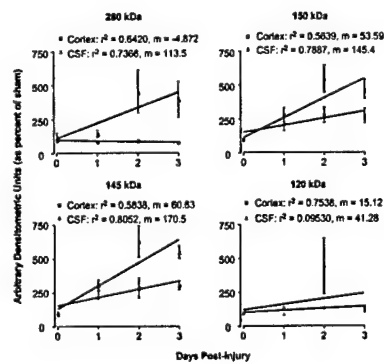 280 kDa
Cortex: r² = 0.6420, m = -4.872
CSF: r² = 0.7366, m = 113.5
750
500
250
0
0 1 2 3
150 kDa
Cortex: r² = 0.5639, m = 53.59
CSF: r² = 0.7887, m = 145.4
750
500
250
0
0 1 2 3
145 kDa
Cortex: r² = 0.5838, m = 60.83
CSF: r² = 0.8052, m = 170.5
750
500
250
0
0 1 2 3
120 kDa
Cortex: r² = 0.7538, m = 15.12
CSF: r² = 0.09530, m = 41.28
750
500
250
0
0 1 2 3
Arbitrary Densitometric Units (as percent of sham)
Days Post-Injury